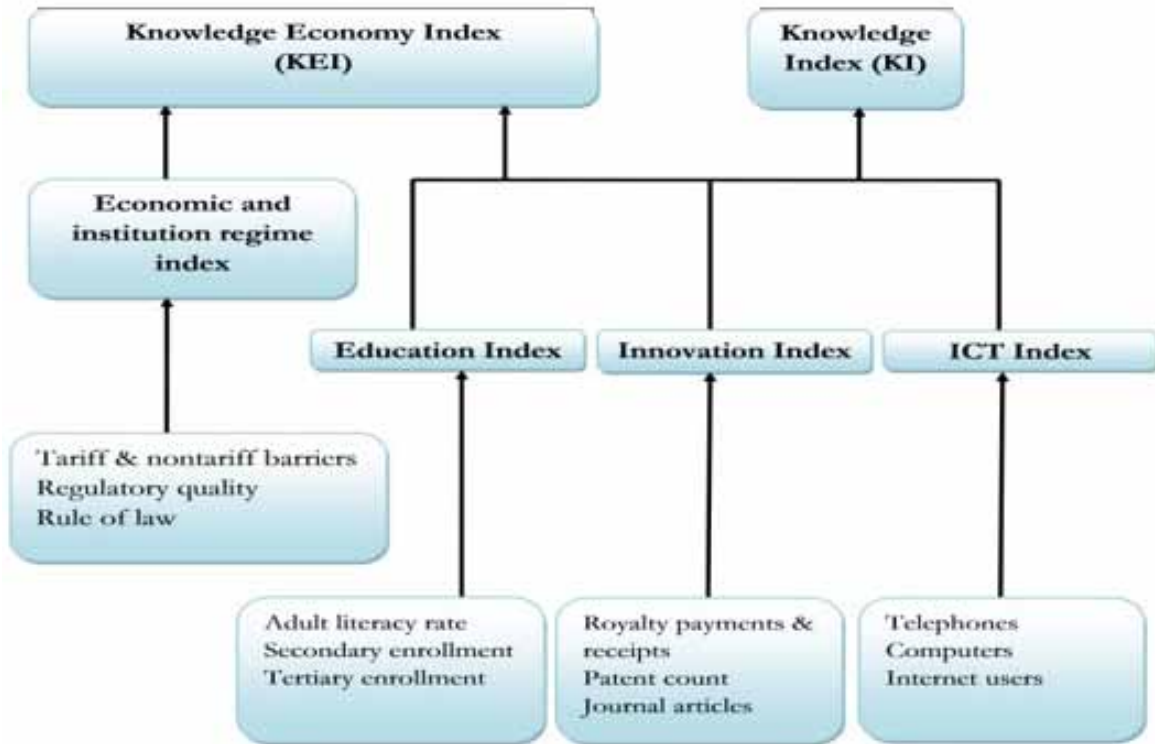 Knowledge Economy Index
(KEI)
Knowledge
Index (KI)
Economic and
institution regime
index
Education Index
Innovation Index
ICT Index
Tariff & nontariff barriers
Regulatory quality
Rule of law
Adult literacy rate
Secondary enrollment
Tertiary enrollment
Royalty payments &
receipts
Patent count
Journal articles
Telephones
Computers
Internet users